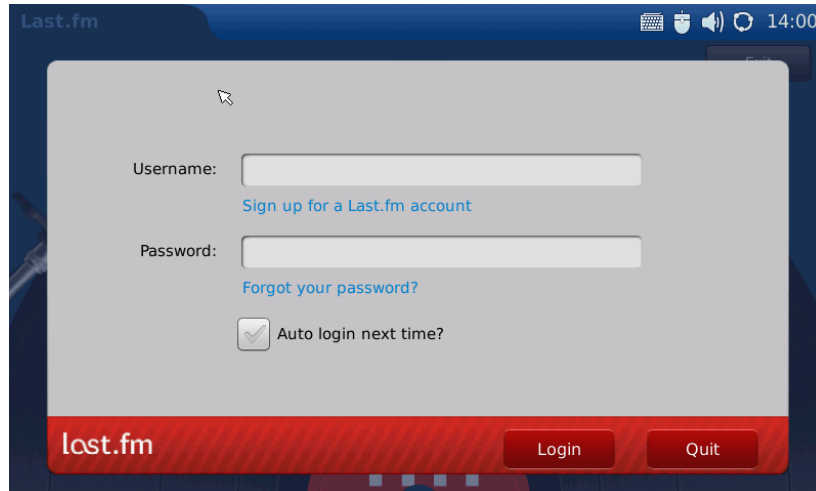 Last.fm
14:00
Exit
Username:
Sign up for a Last.fm account
Password:
Forgot your password?
Auto login next time?
last.fm
Login
Quit